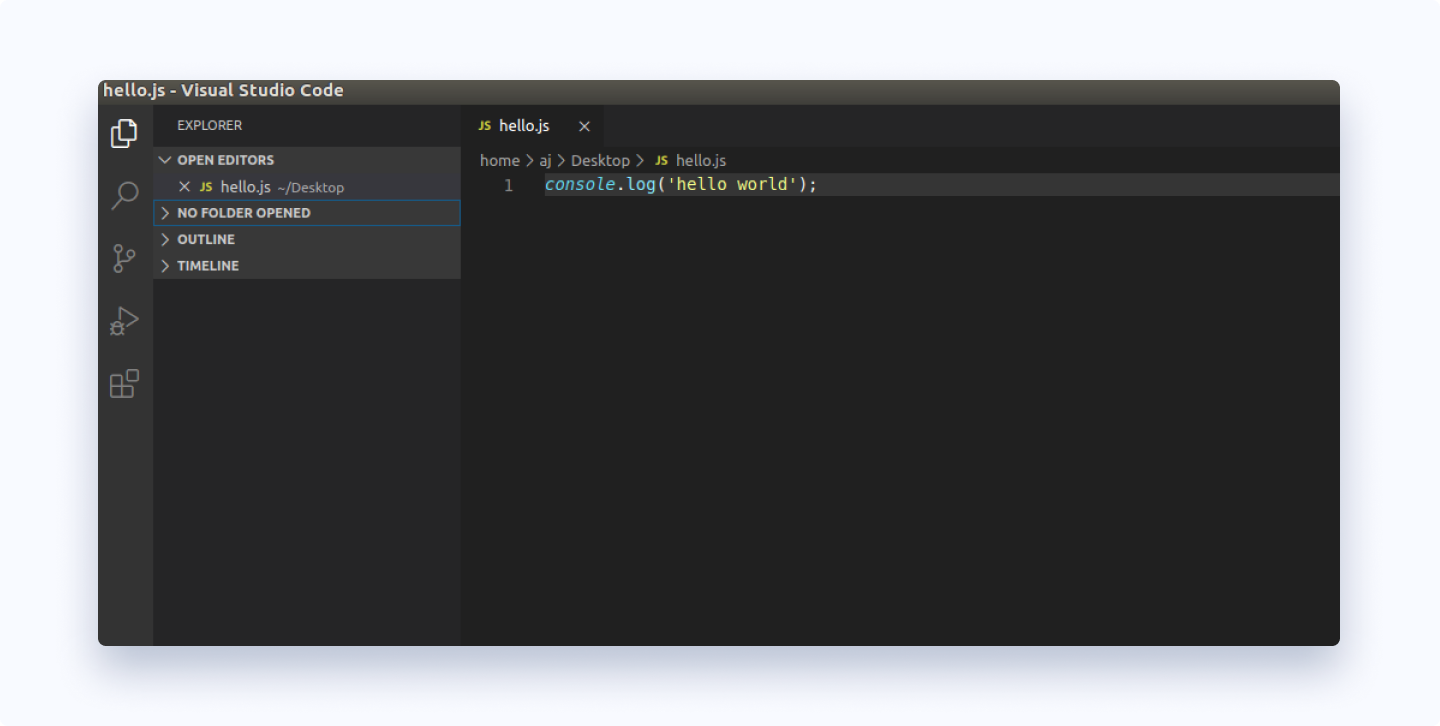 hello.js - Visual Studio Code
EXPLORER
OPEN EDITORS
JS hello.js ~/Desktop
NO FOLDER OPENED
OUTLINE
TIMELINE
JS hello.js
home > aj > Desktop > JS hello.js
1 console.log('hello world');